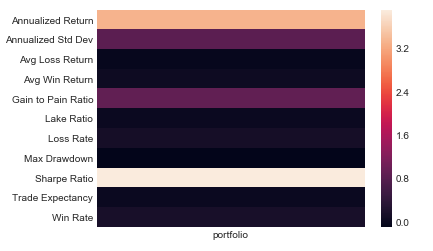 Annualized Return
Annualized Std Dev
Avg Loss Return
Avg Win Return
Gain to Pain Ratio
Lake Ratio
Loss Rate
Max Drawdown
Sharpe Ratio
Trade Expectancy
Win Rate
portfolio
3.2
2.4
1.6
0.8
0.0